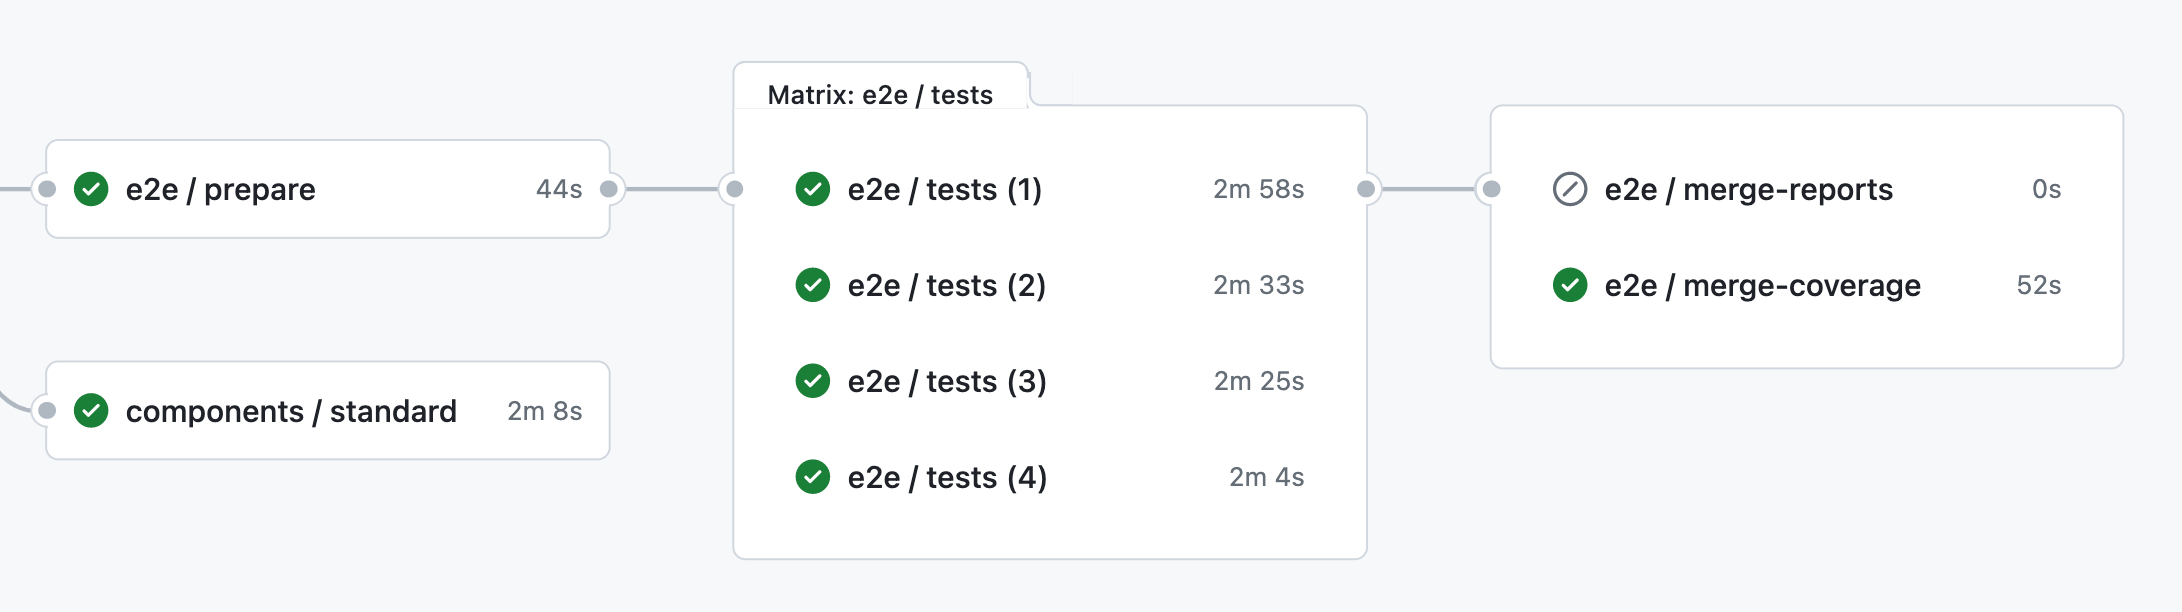 e2e / prepare 44s
components / standard 2m 8s
Matrix: e2e / tests
e2e / tests (1) 2m 58s
e2e / tests (2) 2m 33s
e2e / tests (3) 2m 25s
e2e / tests (4) 2m 4s
e2e / merge-reports 0s
e2e / merge-coverage 52s